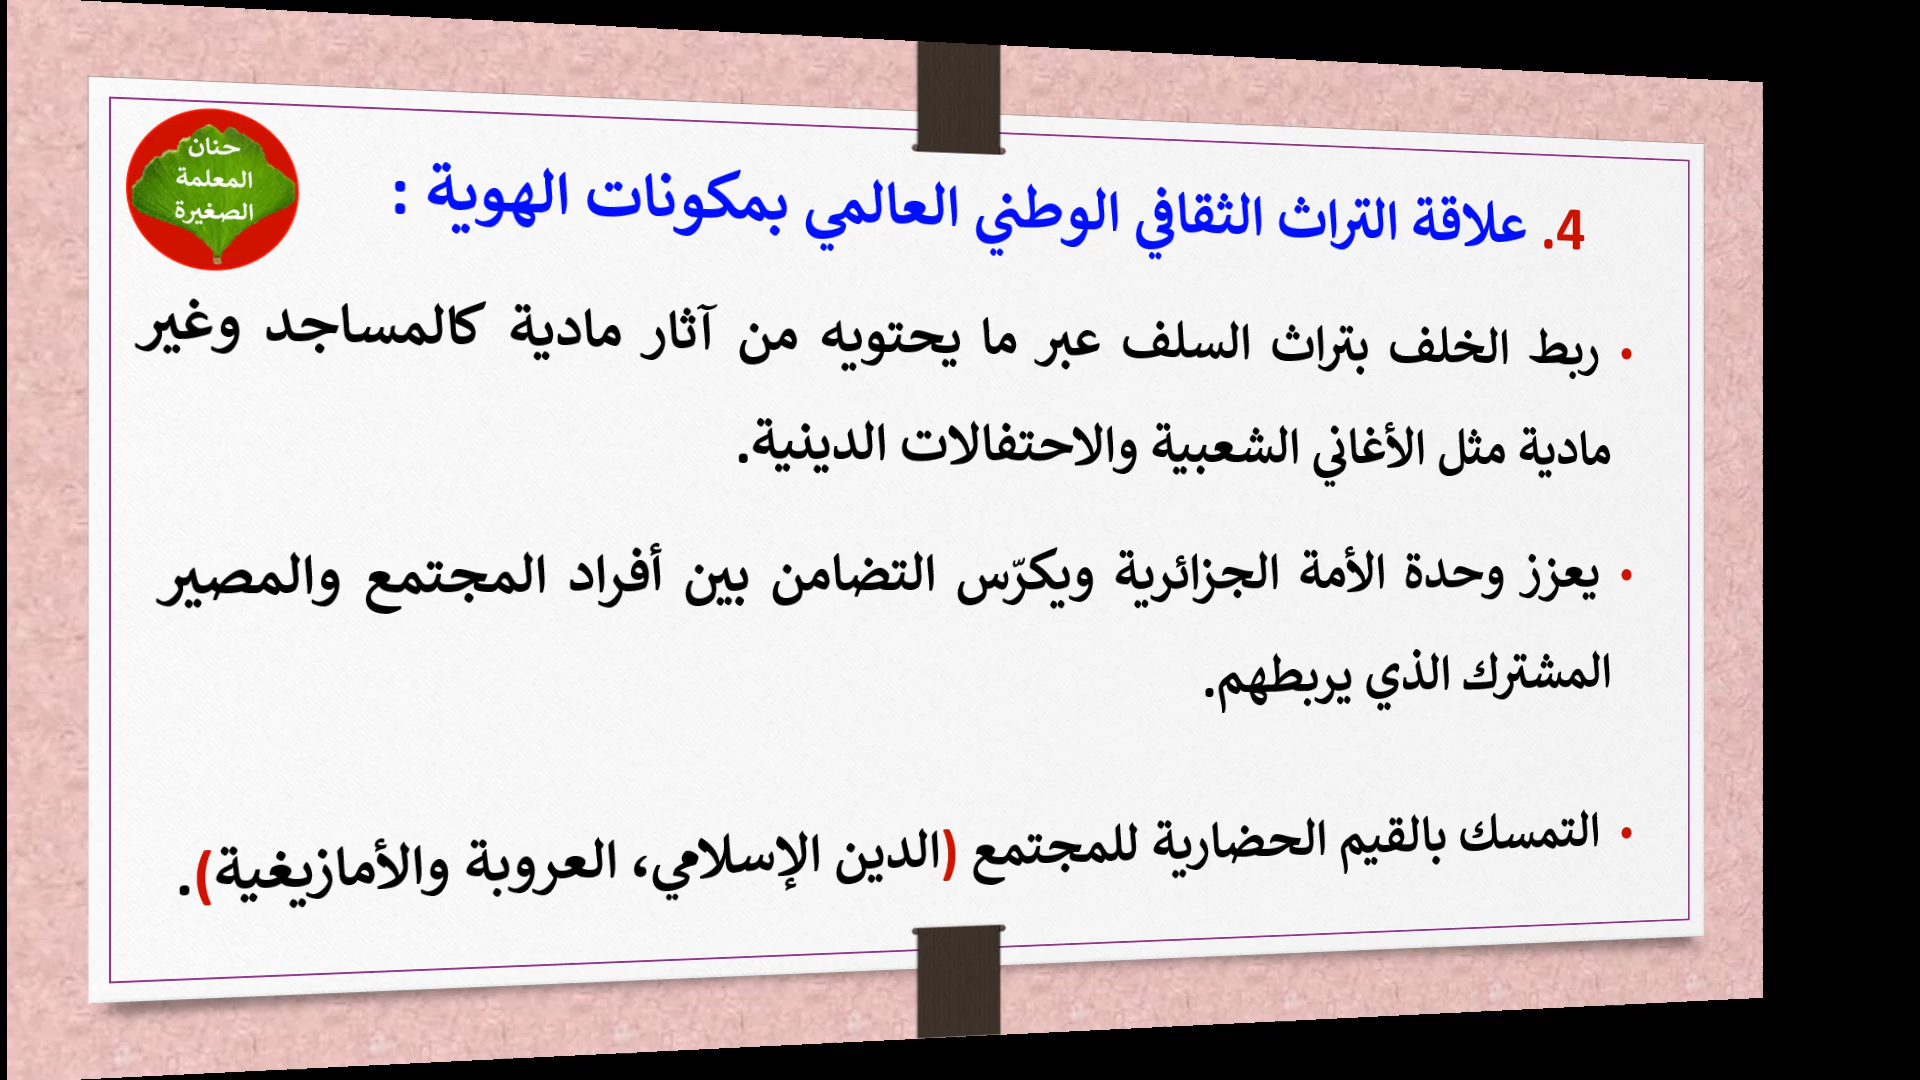 حنان
المعلمة
الصغيرة
4. علاقة التراث الثقافي الوطني العالمي بمكونات الهوية :
• ربط الخلف بتراث السلف عبر ما يحتويه من آثار مادية كالمساجد وغير
مادية مثل الأغاني الشعبية والاحتفالات الدينية.
• يعزز وحدة الأمة الجزائرية ويكرّس التضامن بين أفراد المجتمع والمصير
المشترك الذي يربطهم.
• التمسك بالقيم الحضارية للمجتمع (الدين الإسلامي، العروبة والأمازيغية).